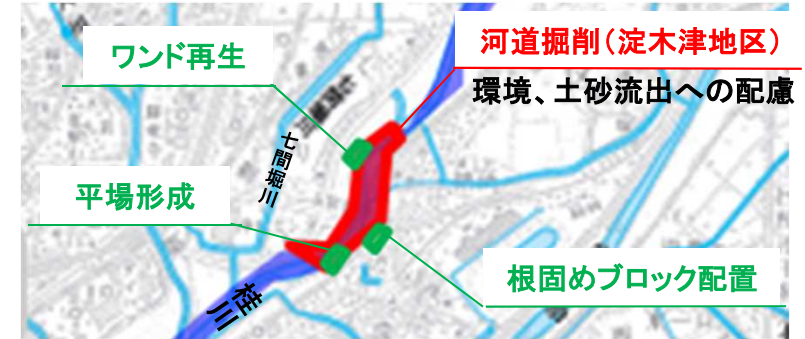 河道掘削（淀木津地区）
環境、土砂流出への配慮
ワンド再生
七間堀川
平場形成
根固めブロック配置
桂川